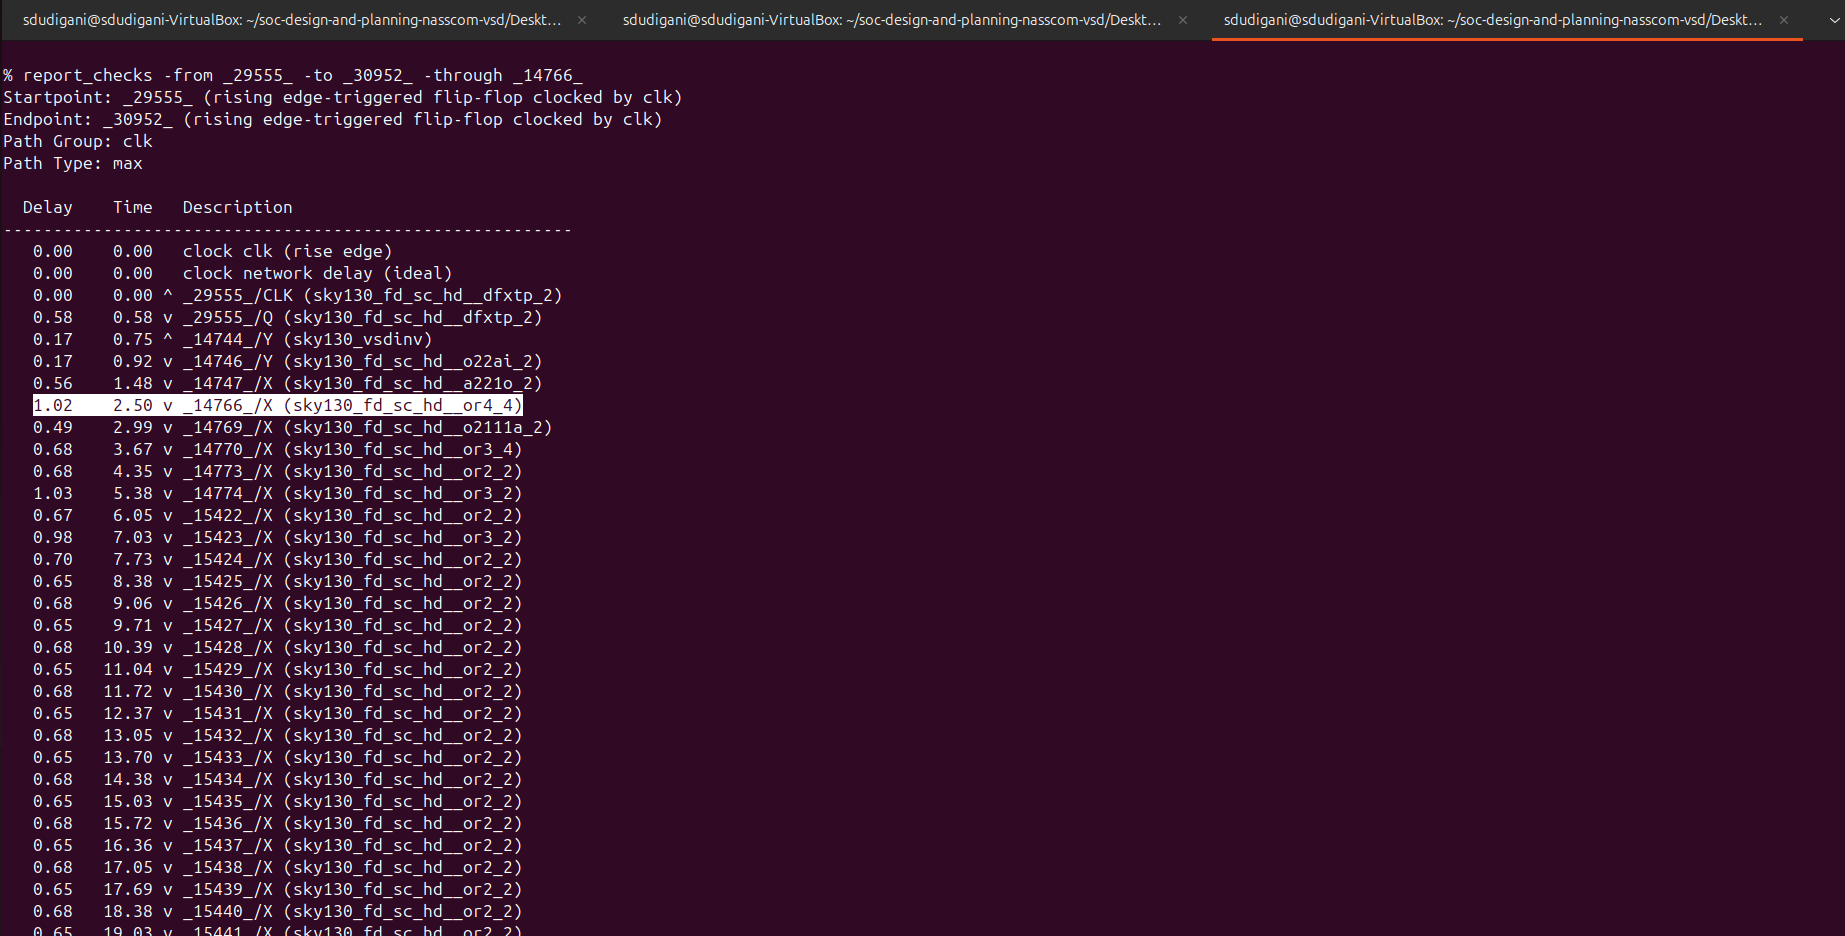 sdudigani@sdudigani-VirtualBox: ~/soc-design-and-planning-nasscom-vsd/Deskt... × sdudigani@sdudigani-VirtualBox: ~/soc-design-and-planning-nasscom-vsd/Deskt... × sdudigani@sdudigani-VirtualBox: ~/soc-design-and-planning-nasscom-vsd/Deskt... ×
% report_checks -from _29555_ -to _30952_ -through _14766_
Startpoint: _29555_ (rising edge-triggered flip-flop clocked by clk)
Endpoint: _30952_ (rising edge-triggered flip-flop clocked by clk)
Path Group: clk
Path Type: max
  Delay    Time   Description
---------------------------------------------------------
   0.00    0.00   clock clk (rise edge)
   0.00    0.00   clock network delay (ideal)
   0.00    0.00 ^ _29555_/CLK (sky130_fd_sc_hd__dfxtp_2)
   0.58    0.58 v _29555_/Q (sky130_fd_sc_hd__dfxtp_2)
   0.17    0.75 ^ _14744_/Y (sky130_vsdinv)
   0.17    0.92 v _14746_/Y (sky130_fd_sc_hd__o22ai_2)
   0.56    1.48 v _14747_/X (sky130_fd_sc_hd__a221o_2)
   1.02    2.50 v _14766_/X (sky130_fd_sc_hd__or4_4)
   0.49    2.99 v _14769_/X (sky130_fd_sc_hd__o2111a_2)
   0.68    3.67 v _14770_/X (sky130_fd_sc_hd__or3_4)
   0.68    4.35 v _14773_/X (sky130_fd_sc_hd__or2_2)
   1.03    5.38 v _14774_/X (sky130_fd_sc_hd__or3_2)
   0.67    6.05 v _15422_/X (sky130_fd_sc_hd__or2_2)
   0.98    7.03 v _15423_/X (sky130_fd_sc_hd__or3_2)
   0.70    7.73 v _15424_/X (sky130_fd_sc_hd__or2_2)
   0.65    8.38 v _15425_/X (sky130_fd_sc_hd__or2_2)
   0.68    9.06 v _15426_/X (sky130_fd_sc_hd__or2_2)
   0.65    9.71 v _15427_/X (sky130_fd_sc_hd__or2_2)
   0.68   10.39 v _15428_/X (sky130_fd_sc_hd__or2_2)
   0.65   11.04 v _15429_/X (sky130_fd_sc_hd__or2_2)
   0.68   11.72 v _15430_/X (sky130_fd_sc_hd__or2_2)
   0.65   12.37 v _15431_/X (sky130_fd_sc_hd__or2_2)
   0.68   13.05 v _15432_/X (sky130_fd_sc_hd__or2_2)
   0.65   13.70 v _15433_/X (sky130_fd_sc_hd__or2_2)
   0.68   14.38 v _15434_/X (sky130_fd_sc_hd__or2_2)
   0.65   15.03 v _15435_/X (sky130_fd_sc_hd__or2_2)
   0.68   15.72 v _15436_/X (sky130_fd_sc_hd__or2_2)
   0.65   16.36 v _15437_/X (sky130_fd_sc_hd__or2_2)
   0.68   17.05 v _15438_/X (sky130_fd_sc_hd__or2_2)
   0.65   17.69 v _15439_/X (sky130_fd_sc_hd__or2_2)
   0.68   18.38 v _15440_/X (sky130_fd_sc_hd__or2_2)
   0.65   19.03 v _15441_/X (sky130_fd_sc_hd__or2_2)